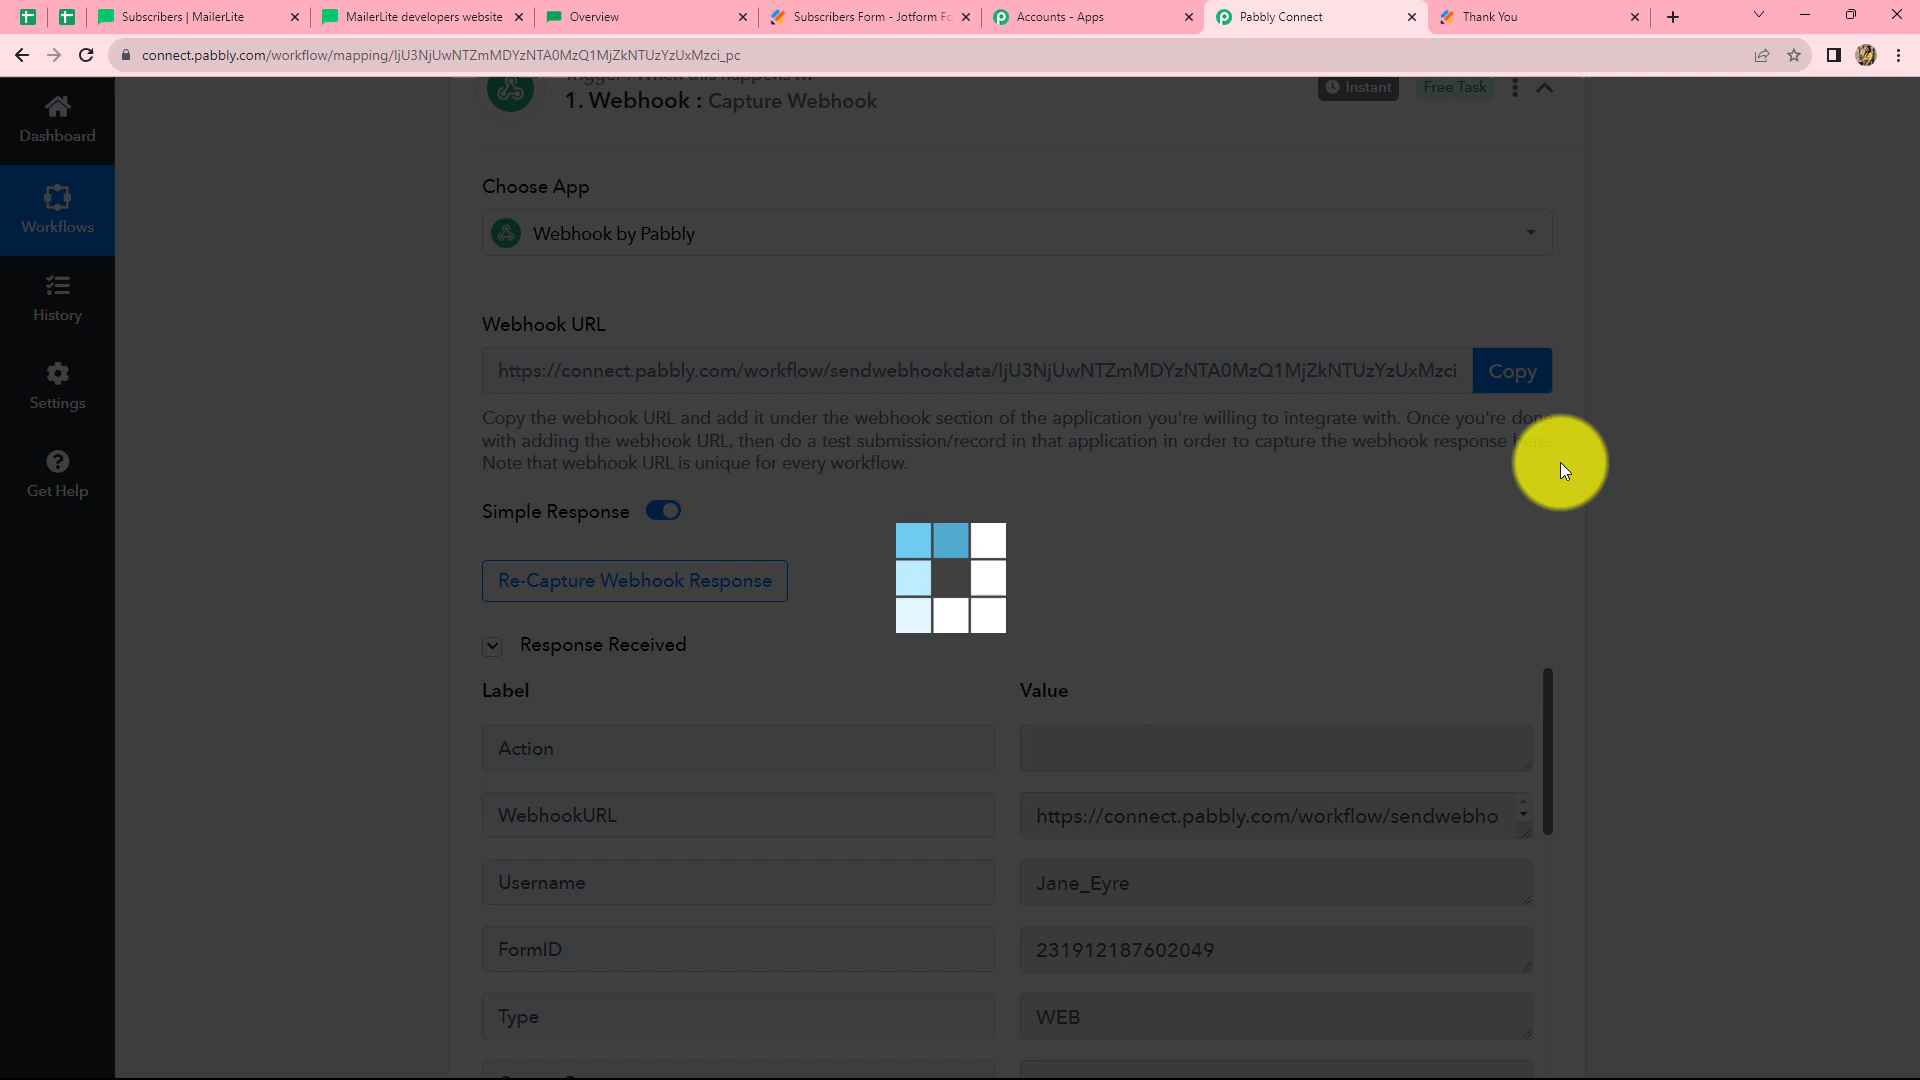 Subscribers | MailerLite
MailerLite developers website
Overview
Subscribers Form - Jotform Fo
Accounts - Apps
Pabbly Connect
Thank You
connect.pabbly.com/workflow/mapping/IjU3NjUwNTZmMDYzNTA0MzQ1MjZkNTUzYzUxMzci_pc
Dashboard
Workflows
History
Settings
Get Help
Trigger : When this happens ...
1. Webhook : Capture Webhook
Instant
Free Task
Choose App
Webhook by Pabbly
Webhook URL
https://connect.pabbly.com/workflow/sendwebhookdata/IjU3NjUwNTZmMDYzNTA0MzQ1MjZkNTUzYzUxMzci
Copy
Copy the webhook URL and add it under the webhook section of the application you're willing to integrate with. Once you're done
with adding the webhook URL, then do a test submission/record in that application in order to capture the webhook response here.
Note that webhook URL is unique for every workflow.
Simple Response
Re-Capture Webhook Response
Response Received
Label
Value
Action
WebhookURL
https://connect.pabbly.com/workflow/sendwebho
Username
Jane_Eyre
FormID
231912187602049
Type
WEB